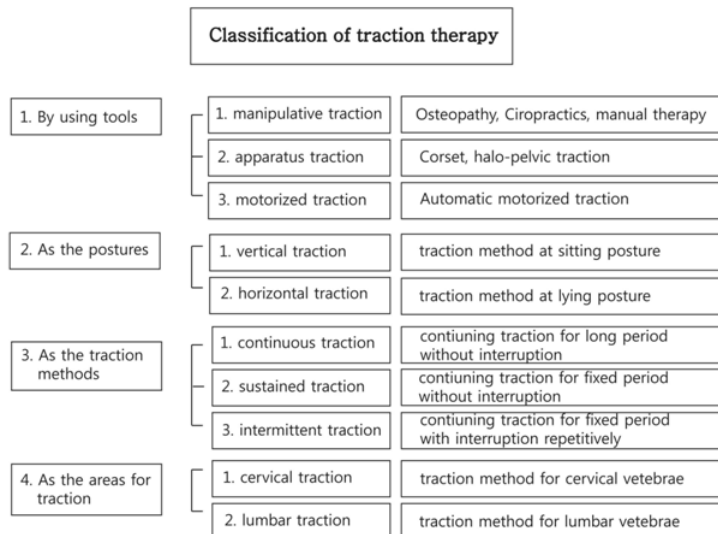 Classification of traction therapy
1. By using tools
1. manipulative traction
Osteopathy, Ciropractics, manual therapy
2. apparatus traction
Corset, halo-pelvic traction
3. motorized traction
Automatic motorized traction
2. As the postures
1. vertical traction
traction method at sitting posture
2. horizontal traction
traction method at lying posture
3. As the traction
methods
1. continuous traction
contiuning traction for long period
without interruption
2. sustained traction
contiuning traction for fixed period
without interruption
3. intermittent traction
contiuning traction for fixed period
with interruption repetitively
4. As the areas for
traction
1. cervical traction
traction method for cervical vetebrae
2. lumbar traction
traction method for lumbar vetebrae